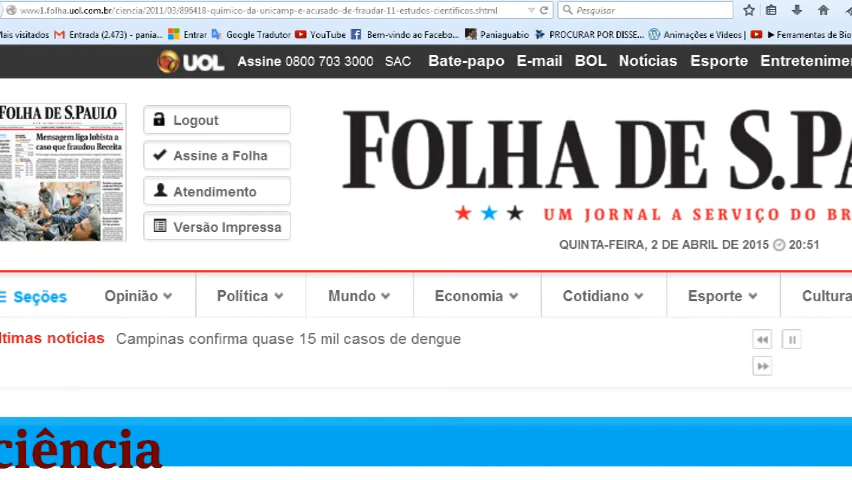 www1.folha.uol.com.br/ciencia/2011/03/896418-quimico-da-unicamp-e-acusado-de-fraudar-11-estudos-cientificos.shtml
Pesquisar
Mais visitados Entrada (2.473) - pania... Entrar Google Tradutor YouTube Bem-vindo ao Facebo... Paniaguabio PROCURAR POR DISSE... Animações e Vídeos | Ferramentas de Bio
UOL Assine 0800 703 3000 SAC Bate-papo E-mail BOL Notícias Esporte Entretenimen
FOLHA DE S.PAULO
Mensagem liga lobista a
caso que fraudou Receita
Logout
Assine a Folha
Atendimento
Versão Impressa
FOLHA DE S.PA
UM JORNAL A SERVIÇO DO BR
QUINTA-FEIRA, 2 DE ABRIL DE 2015 20:51
Seções Opinião Política Mundo Economia Cotidiano Esporte Cultura
ltimas notícias Campinas confirma quase 15 mil casos de dengue
ciência